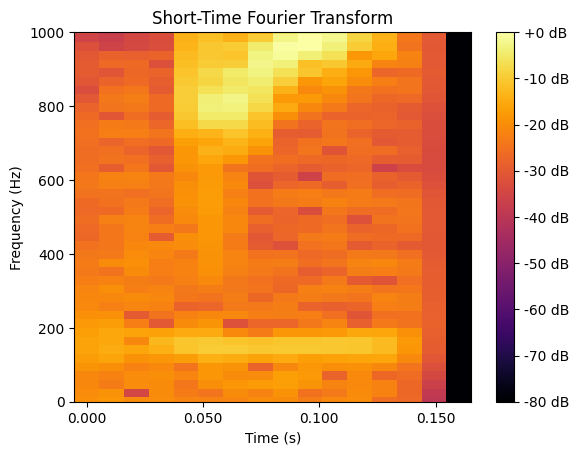 Short-Time Fourier Transform
1000
800
600
400
200
0
Frequency (Hz)
0.000
0.050
0.100
0.150
Time (s)
+0 dB
-10 dB
-20 dB
-30 dB
-40 dB
-50 dB
-60 dB
-70 dB
-80 dB